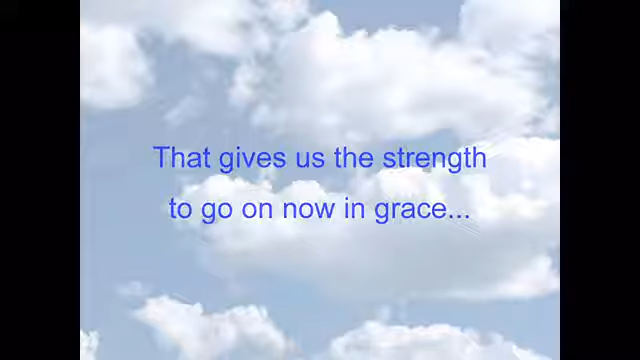 That gives us the strength
to go on now in grace...